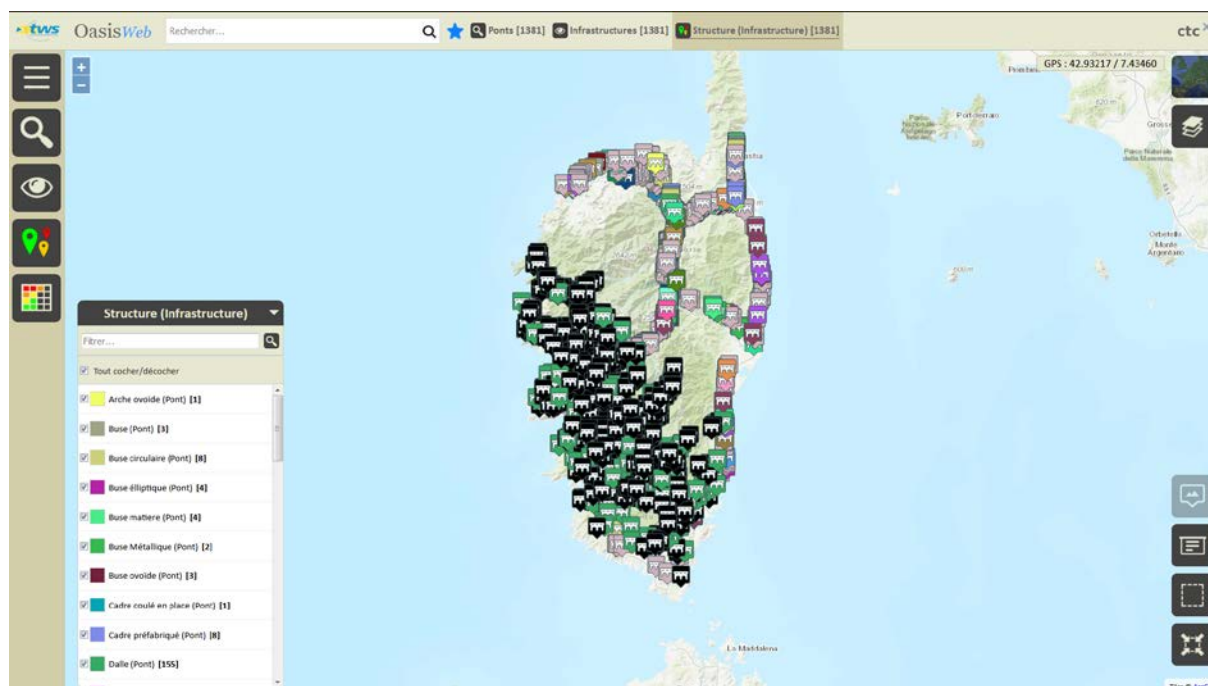 tws OasisWeb Rechercher... Ponts [1381] Infrastructures [1381] Structure (Infrastructure) [1381] ctc
GPS : 42.93217 / 7.43460
Structure (Infrastructure)
Filtrer...
Tout cocher/décocher
Arche ovoide (Pont) [1]
Buse (Pont) [3]
Buse circulaire (Pont) [8]
Buse élliptique (Pont) [4]
Buse matiere (Pont) [4]
Buse Métallique (Pont) [2]
Buse ovoide (Pont) [3]
Cadre coulé en place (Pont) [1]
Cadre préfabriqué (Pont) [8]
Dalle (Pont) [155]
Orbetello
Monte
Argentario
La Maddalena